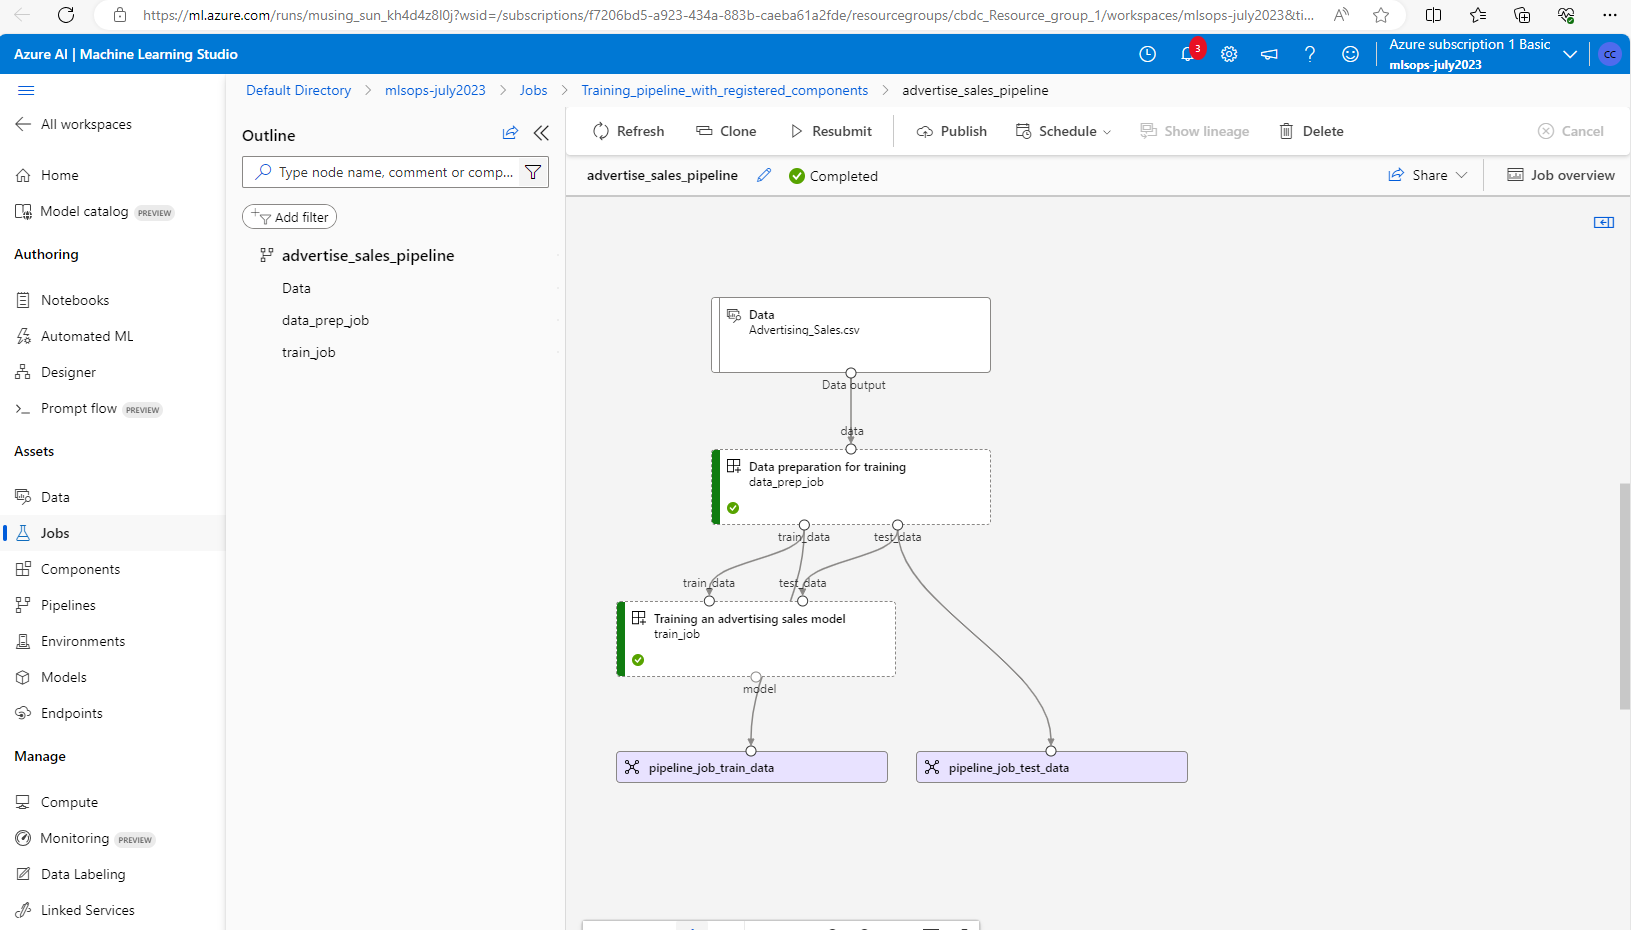 https://ml.azure.com/runs/musing_sun_kh4d4z8l0j?wsid=/subscriptions/f7206bd5-a923-434a-883b-caeba61a2fde/resourcegroups/cbdc_Resource_group_1/workspaces/mlsops-july2023&ti...
Azure AI | Machine Learning Studio
3
Azure subscription 1 Basic
mlsops-july2023
CC
Default Directory > mlsops-july2023 > Jobs > Training_pipeline_with_registered_components > advertise_sales_pipeline
All workspaces
Home
Model catalog PREVIEW
Authoring
Notebooks
Automated ML
Designer
Prompt flow PREVIEW
Assets
Data
Jobs
Components
Pipelines
Environments
Models
Endpoints
Manage
Compute
Monitoring PREVIEW
Data Labeling
Linked Services
Outline
Type node name, comment or comp...
Add filter
advertise_sales_pipeline
Data
data_prep_job
train_job
Refresh Clone Resubmit Publish Schedule Show lineage Delete Cancel
advertise_sales_pipeline Completed Share Job overview
Data
Advertising_Sales.csv
Data output
data
Data preparation for training
data_prep_job
train_data test_data
train_data test_data
Training an advertising sales model
train_job
model
pipeline_job_train_data pipeline_job_test_data